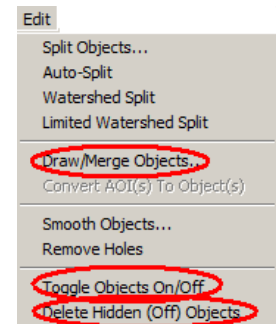 Edit
Split Objects...
Auto-Split
Watershed Split
Limited Watershed Split
Draw/Merge Objects...
Convert AOI(s) To Object(s)
Smooth Objects...
Remove Holes
Toggle Objects On/Off
Delete Hidden (Off) Objects